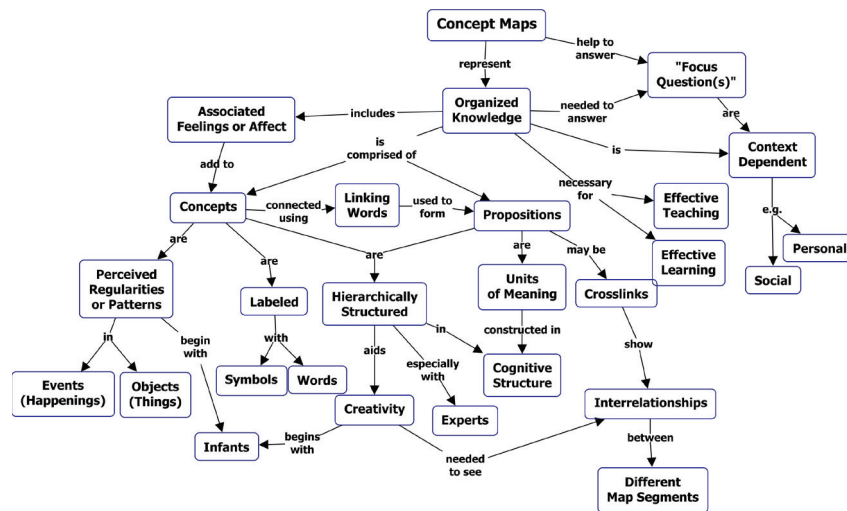 Concept Maps
help to
answer
represent
"Focus
Question(s)"
Associated
Feelings or Affect
includes
Organized
Knowledge
needed to
answer
are
is
comprised of
is
Context
Dependent
add to
necessary
for
Effective
Teaching
Concepts
connected
using
Linking
Words
used to
form
Propositions
e.g.
Personal
are
are
are
are
may be
Effective
Learning
Social
Perceived
Regularities
or Patterns
Labeled
Hierarchically
Structured
Units
of Meaning
Crosslinks
in
begin
with
with
aids
in
constructed in
show
especially
with
Events
(Happenings)
Objects
(Things)
Symbols
Words
Cognitive
Structure
Creativity
Experts
Interrelationships
Infants
begins
with
needed
to see
between
Different
Map Segments